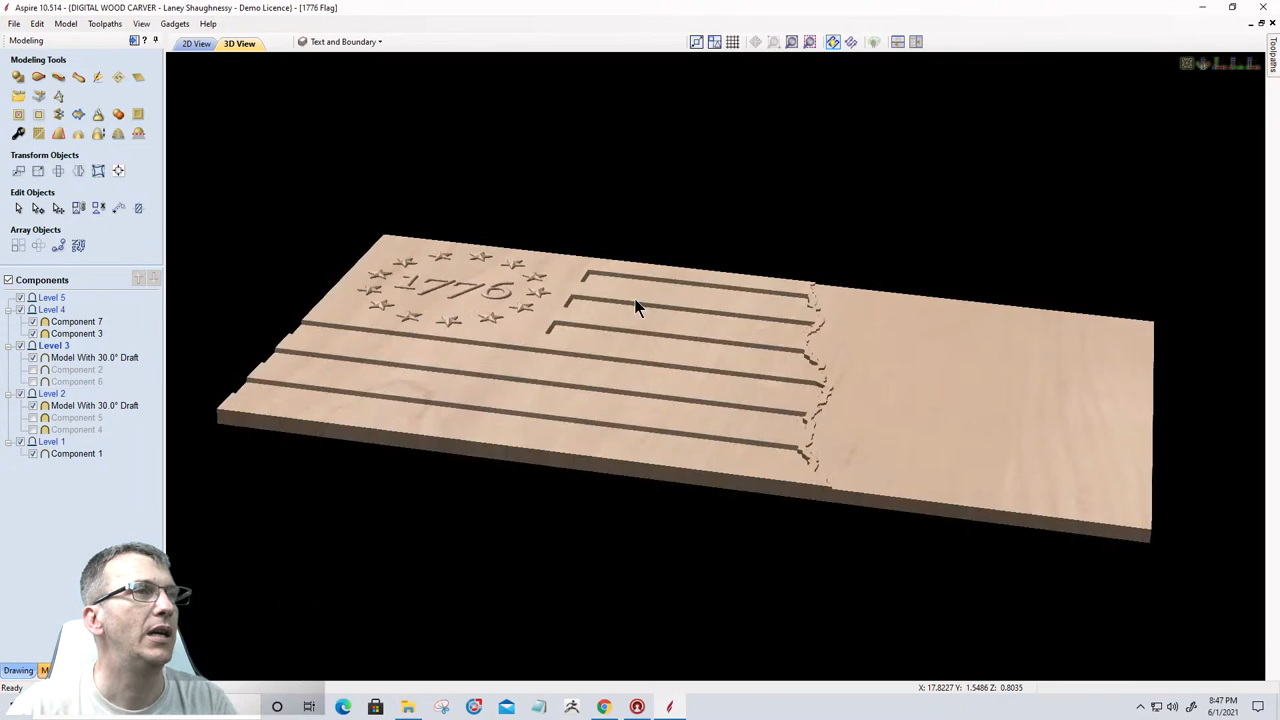 Aspire 10.514 - {DIGITAL WOOD CARVER - Laney Shaughnessy - Demo Licence} - [1776 Flag]
File Edit Model Toolpaths View Gadgets Help
Modeling
2D View 3D View Text and Boundary
Toolpaths
Modeling Tools
Transform Objects
Edit Objects
Array Objects
Components
Level 5
Level 4
Component 7
Component 3
Level 3
Model With 30.0° Draft
Component 2
Component 6
Level 2
Model With 30.0° Draft
Component 5
Component 4
Level 1
Component 1
1776
Drawing
Ready
X: 17.8227 Y: 1.5486 Z: 0.8035
8:47 PM
6/1/2021